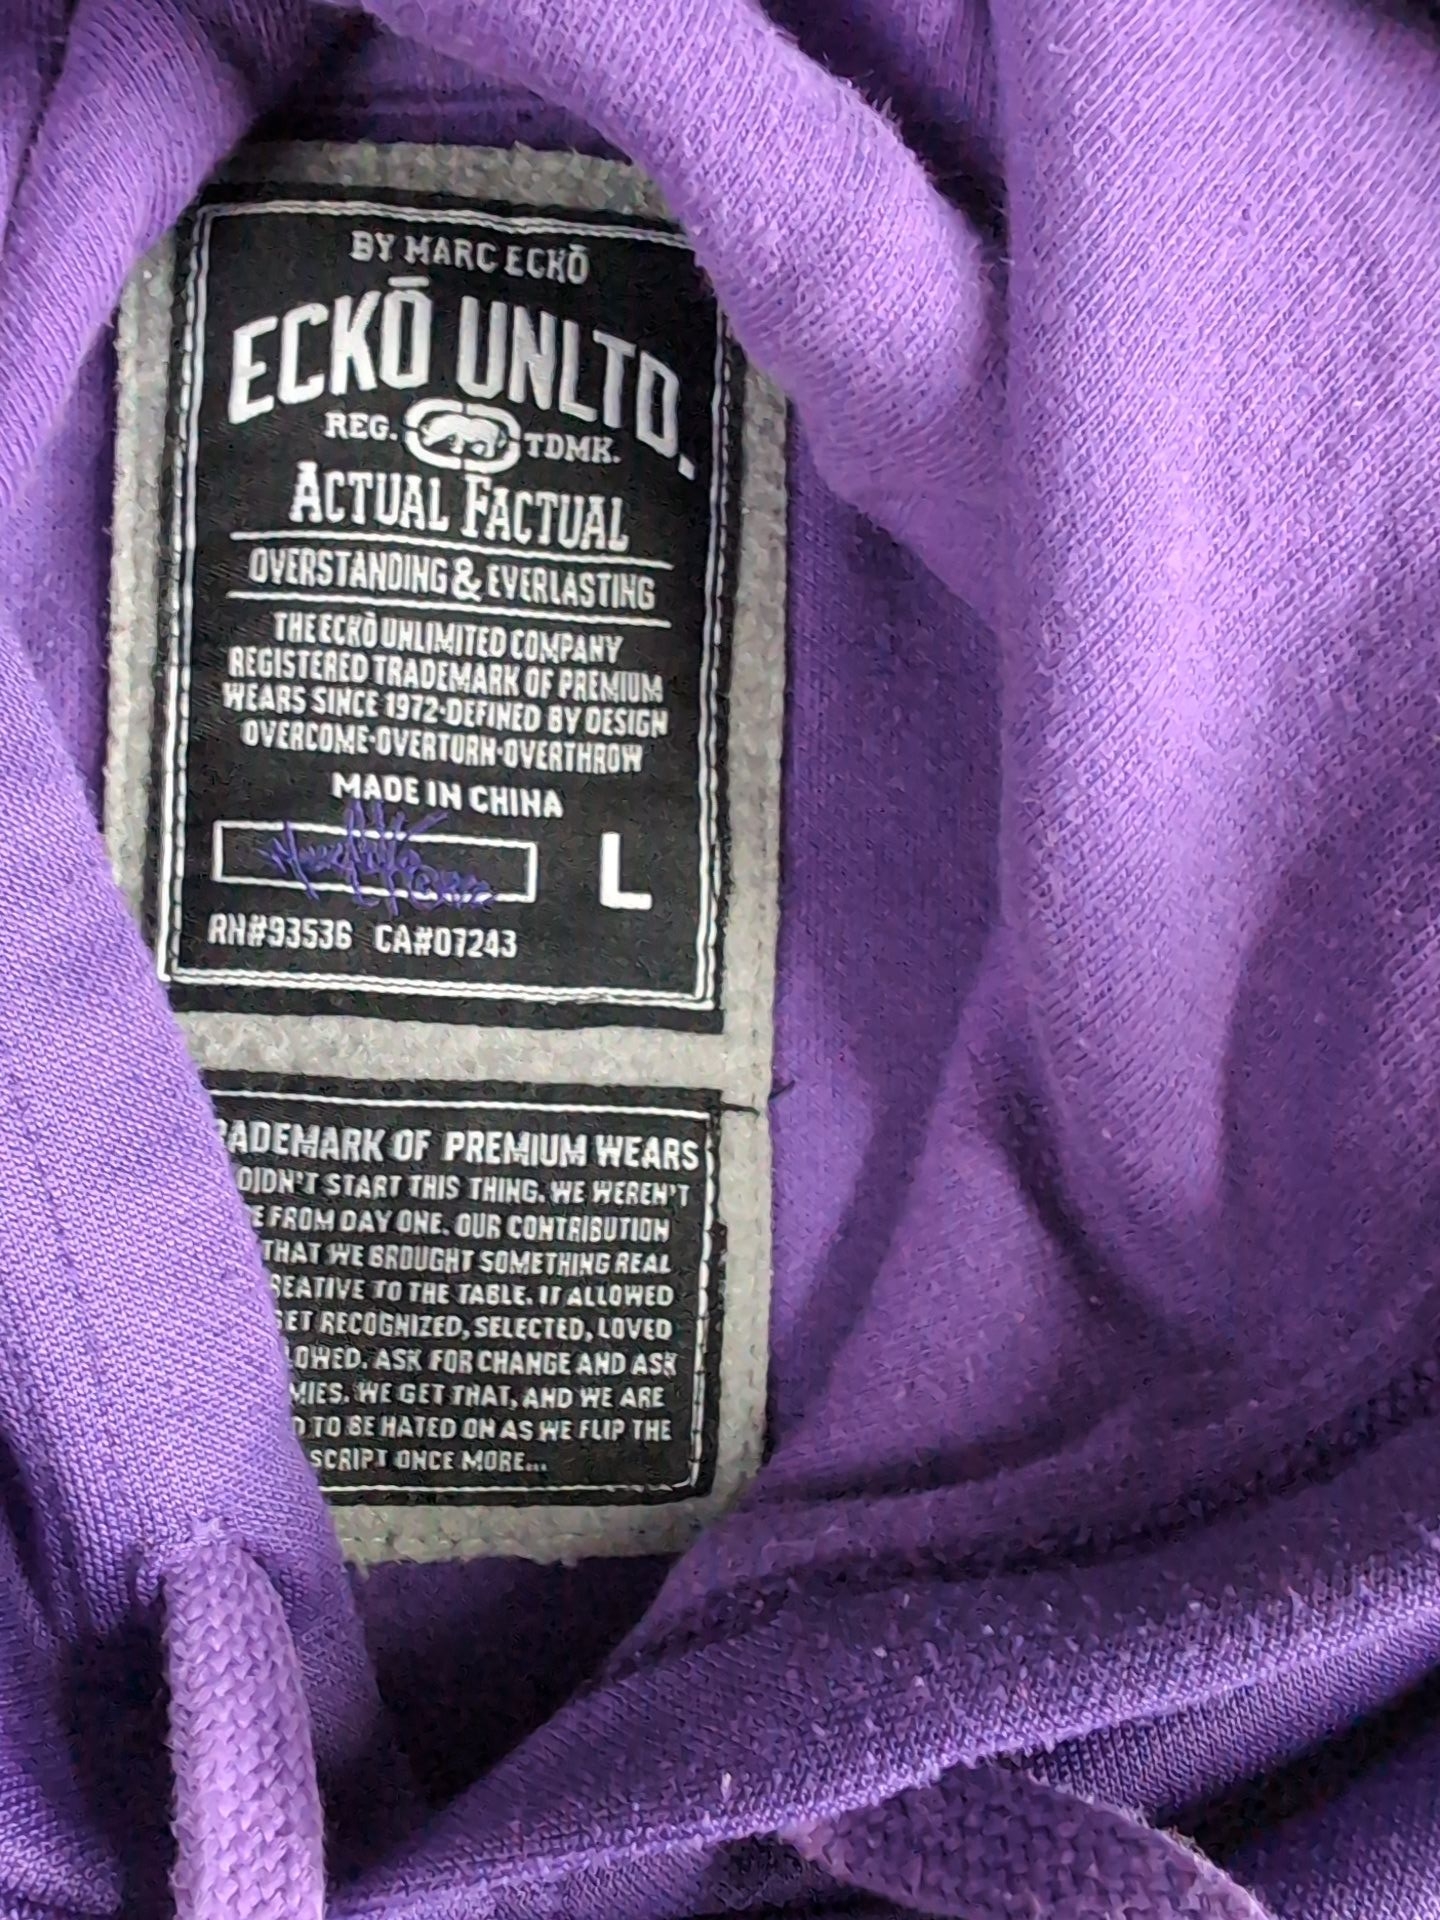 BY MARC ECKŌ
ECKŌ UNLTD.
REG. TDMK.
ACTUAL FACTUAL
OVERSTANDING & EVERLASTING
THE ECKŌ UNLIMITED COMPANY
REGISTERED TRADEMARK OF PREMIUM
WEARS SINCE 1972·DEFINED BY DESIGN
OVERCOME·OVERTURN·OVERTHROW
MADE IN CHINA
L
RN#93536 CA#07243
RADEMARK OF PREMIUM WEARS
DIDN'T START THIS THING. WE WEREN'T
E FROM DAY ONE. OUR CONTRIBUTION
THAT WE BROUGHT SOMETHING REAL
REATIVE TO THE TABLE. IT ALLOWED
GET RECOGNIZED, SELECTED, LOVED
LOWED. ASK FOR CHANGE AND ASK
MIES. WE GET THAT, AND WE ARE
D TO BE HATED ON AS WE FLIP THE
SCRIPT ONCE MORE...